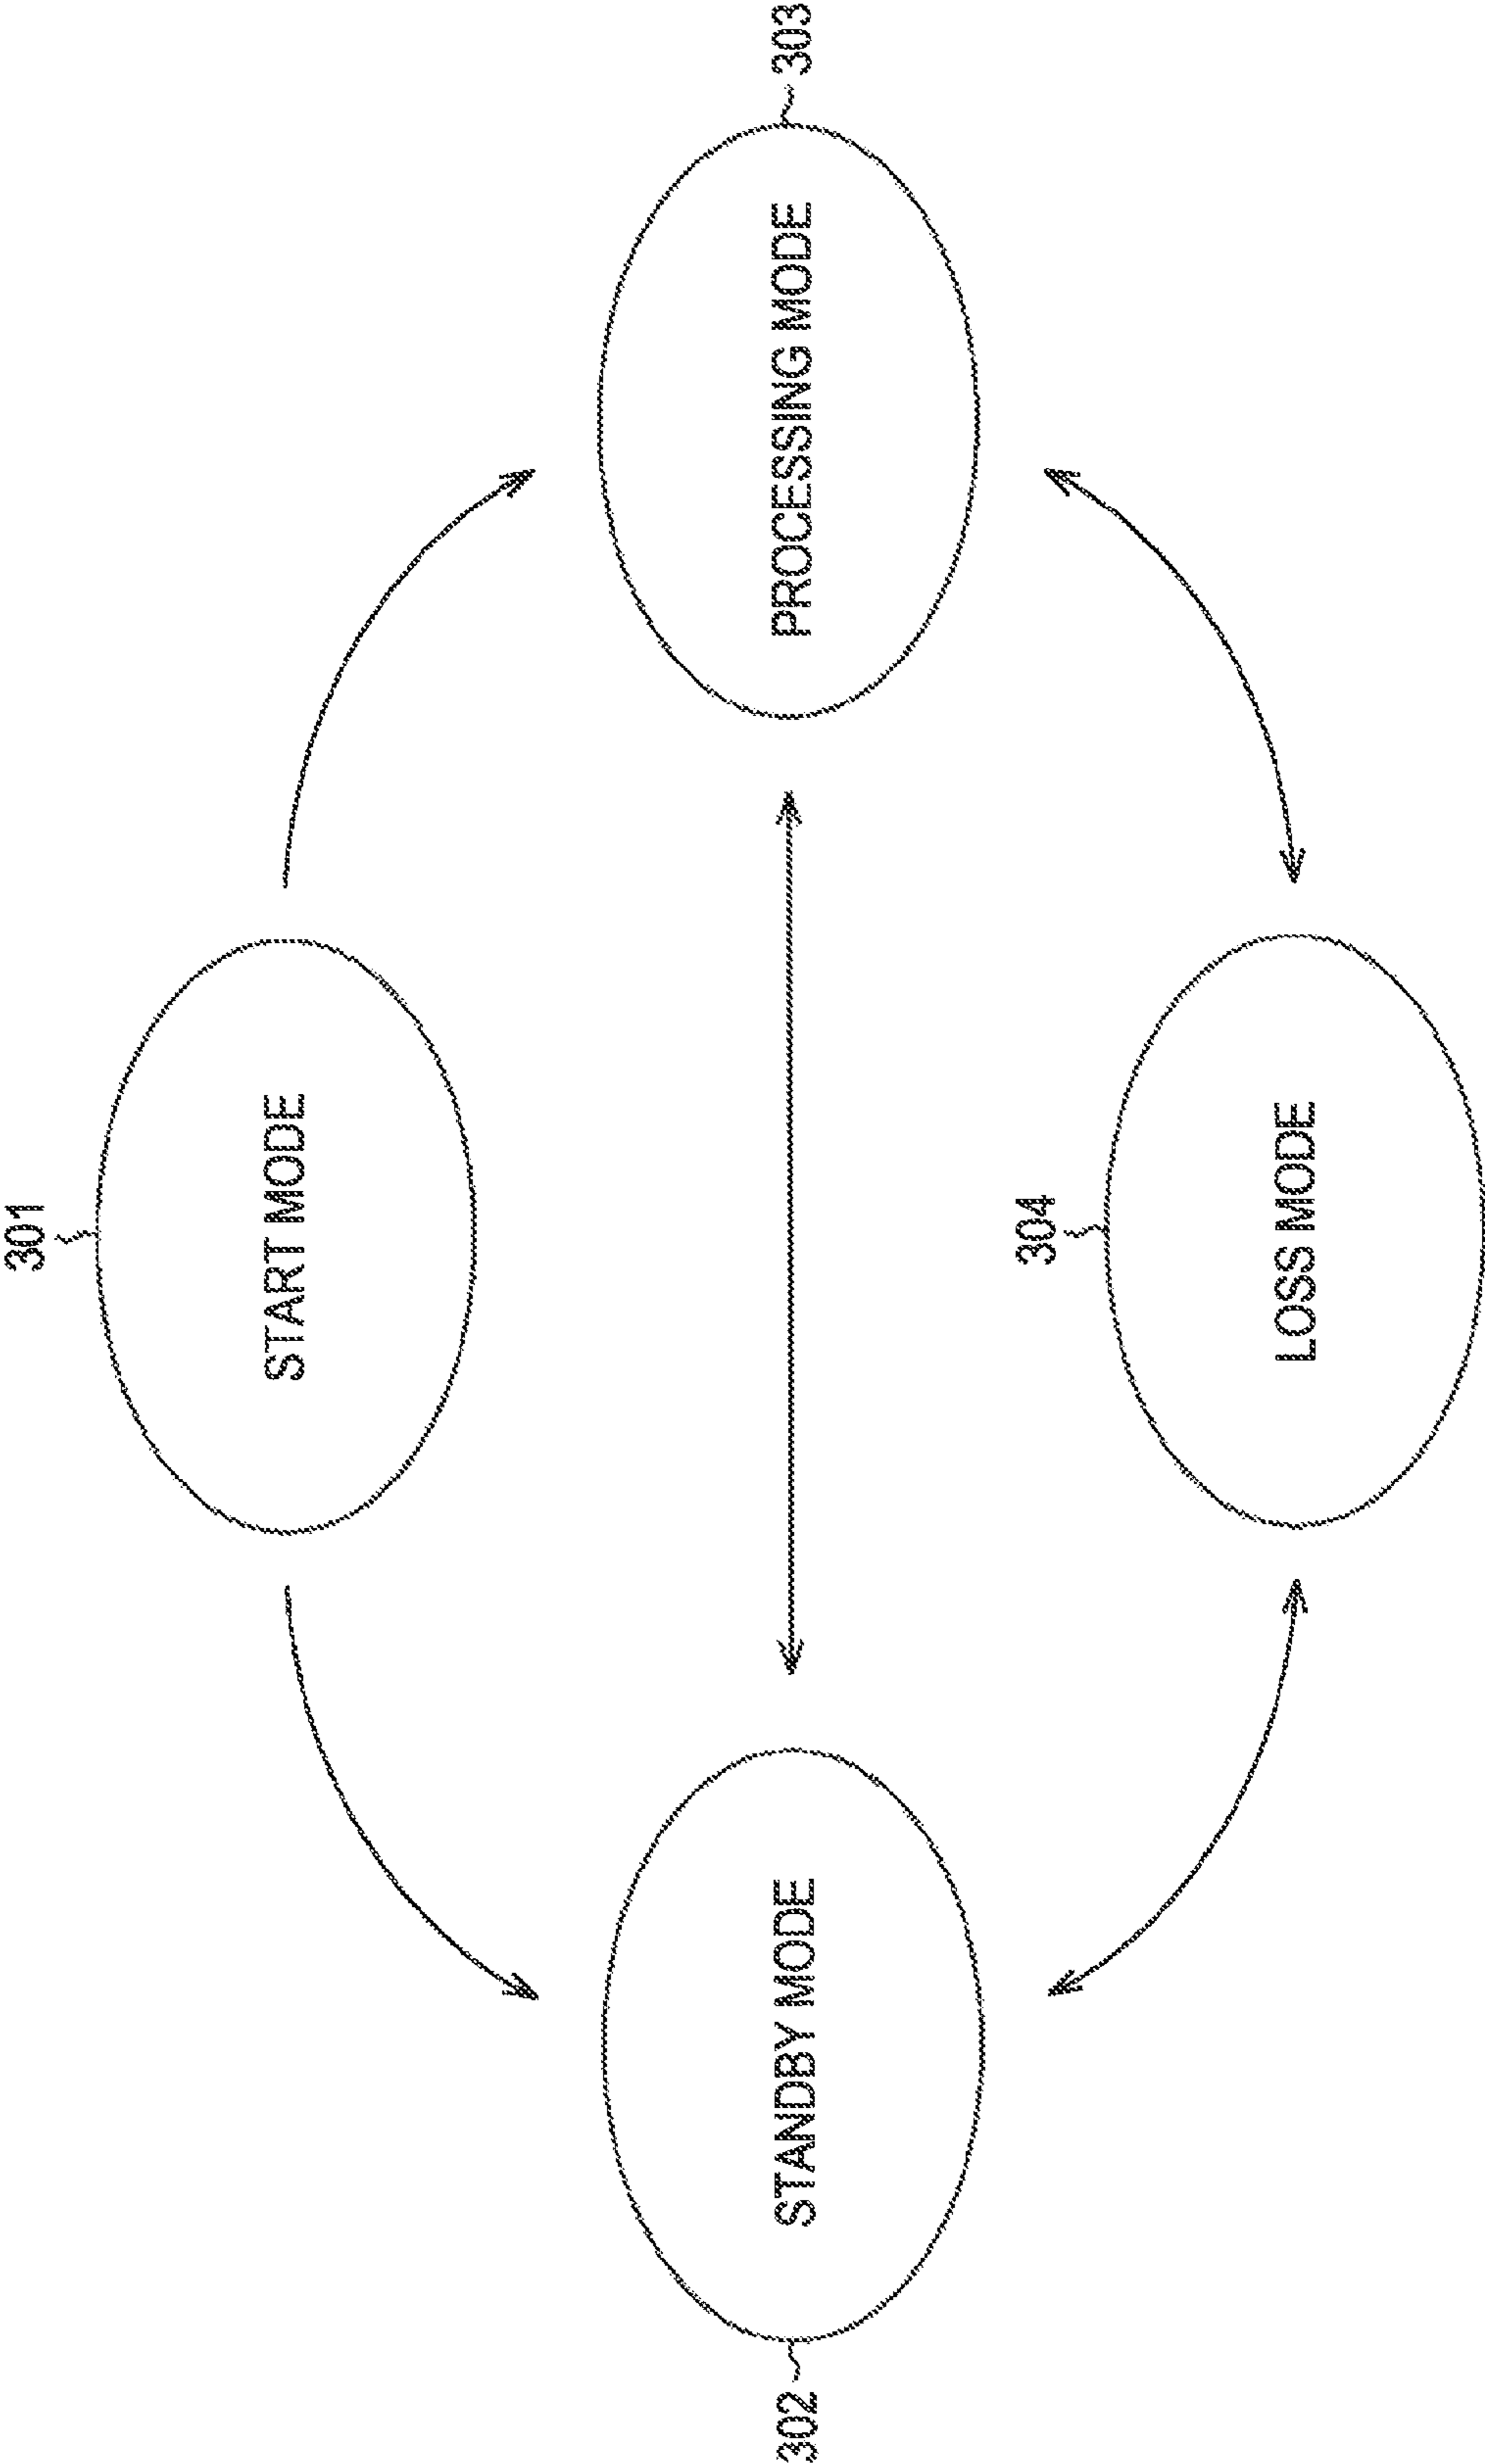 301
START MODE
302
STANDBY MODE
PROCESSING MODE
303
304
LOSS MODE